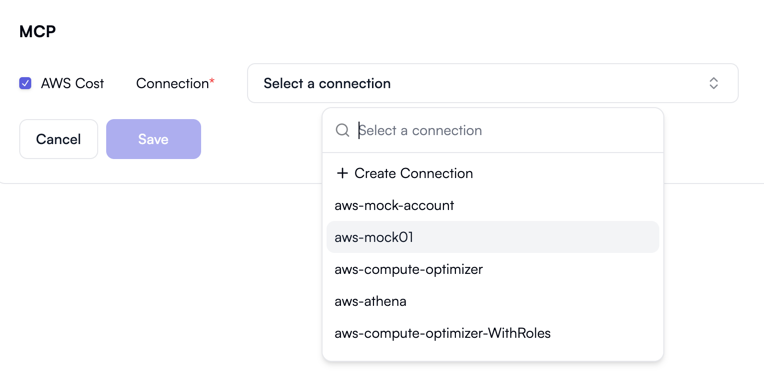 MCP
AWS Cost Connection* Select a connection
Cancel Save
Select a connection
+ Create Connection
aws-mock-account
aws-mock01
aws-compute-optimizer
aws-athena
aws-compute-optimizer-WithRoles